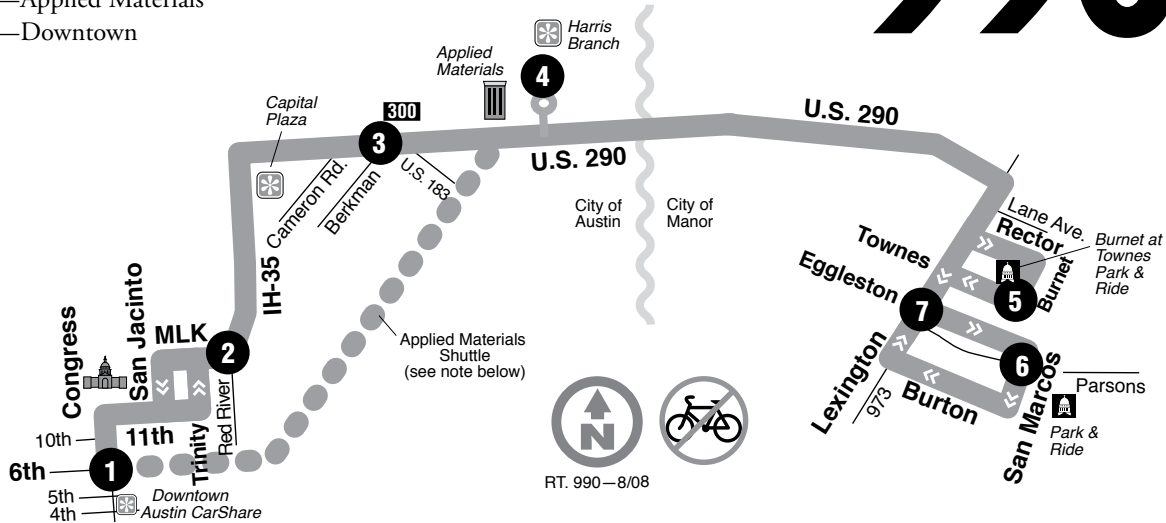 —Applied Materials
—Downtown
990
Harris
Branch
Applied
Materials
4
Capital
Plaza
300
3
U.S. 290
U.S. 290
Cameron Rd.
Berkman
U.S. 183
City of
Austin
City of
Manor
Lane Ave.
Rector
Burnet
Burnet at
Townes
Park &
Ride
Townes
Eggleston
5
7
6
IH-35
Congress
San Jacinto
MLK
2
Applied Materials
Shuttle
(see note below)
Lexington
973
Burton
San Marcos
Parsons
Park &
Ride
10th
11th
Trinity
Red River
6th
1
5th
4th
Downtown
Austin CarShare
N
RT. 990—8/08